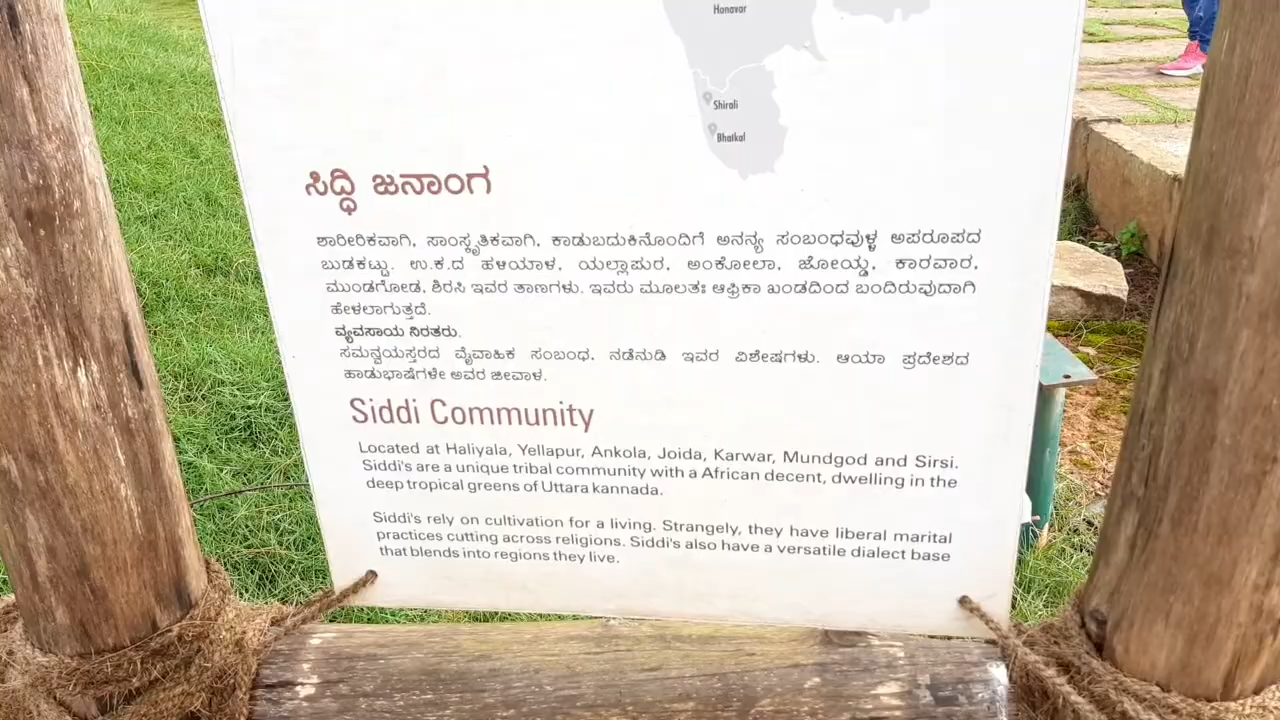 Honavar
Shirali
Bhatkal
ಸಿದ್ಧಿ ಜನಾಂಗ
ಶಾರೀರಿಕವಾಗಿ, ಸಾಂಸ್ಕೃತಿಕವಾಗಿ, ಕಾಡುಬದುಕಿನೊಂದಿಗೆ ಅನನ್ಯ ಸಂಬಂಧವುಳ್ಳ ಅಪರೂಪದ
ಬುಡಕಟ್ಟು. ಉ.ಕ.ದ ಹಳಿಯಾಳ, ಯಲ್ಲಾಪುರ, ಅಂಕೋಲಾ, ಜೋಯ್ಡ, ಕಾರವಾರ,
ಮುಂಡಗೋಡ, ಶಿರಸಿ ಇವರ ತಾಣಗಳು. ಇವರು ಮೂಲತಃ ಆಫ್ರಿಕಾ ಖಂಡದಿಂದ ಬಂದಿರುವುದಾಗಿ
ಹೇಳಲಾಗುತ್ತದೆ.
ವ್ಯವಸಾಯ ನಿರತರು.
ಸಮನ್ವಯಸ್ತರದ ವೈವಾಹಿಕ ಸಂಬಂಧ, ನಡೆನುಡಿ ಇವರ ವಿಶೇಷಗಳು. ಆಯಾ ಪ್ರದೇಶದ
ಹಾಡುಭಾಷೆಗಳೇ ಅವರ ಜೀವಾಳ.
Siddi Community
Located at Haliyala, Yellapur, Ankola, Joida, Karwar, Mundgod and Sirsi.
Siddi's are a unique tribal community with a African decent, dwelling in the
deep tropical greens of Uttara kannada.
Siddi's rely on cultivation for a living. Strangely, they have liberal marital
practices cutting across religions. Siddi's also have a versatile dialect base
that blends into regions they live.